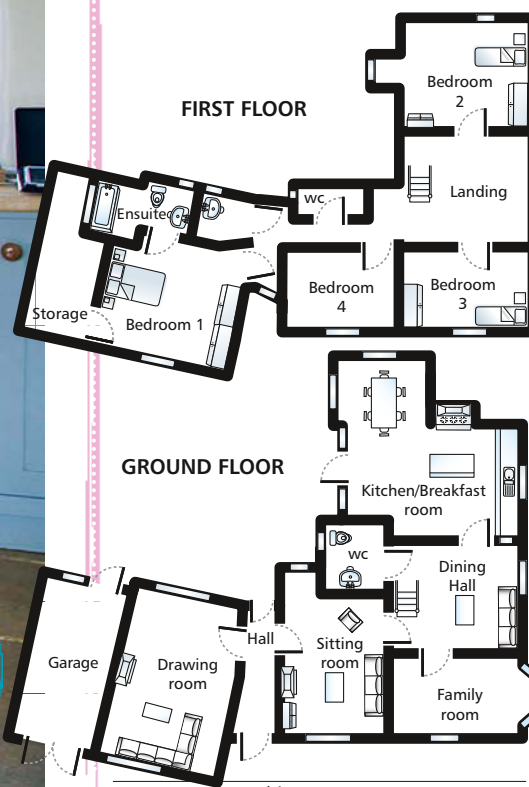 FIRST FLOOR
Bedroom
2
Landing
wc
Ensuite
Storage
Bedroom 1
Bedroom
4
Bedroom
3
GROUND FLOOR
Kitchen/Breakfast
room
wc
Dining
Hall
Hall
Sitting
room
Garage
Drawing
room
Family
room